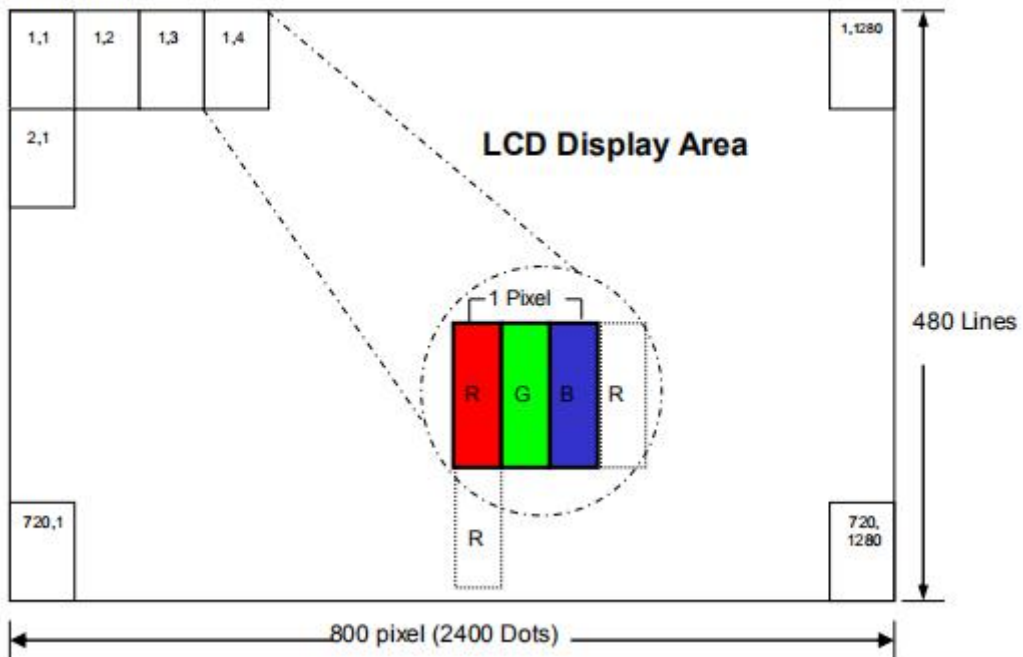 1,1 1,2 1,3 1,4 1,1280
2,1
LCD Display Area
1 Pixel
480 Lines
R G B R
720,1
R
720,
1280
800 pixel (2400 Dots)